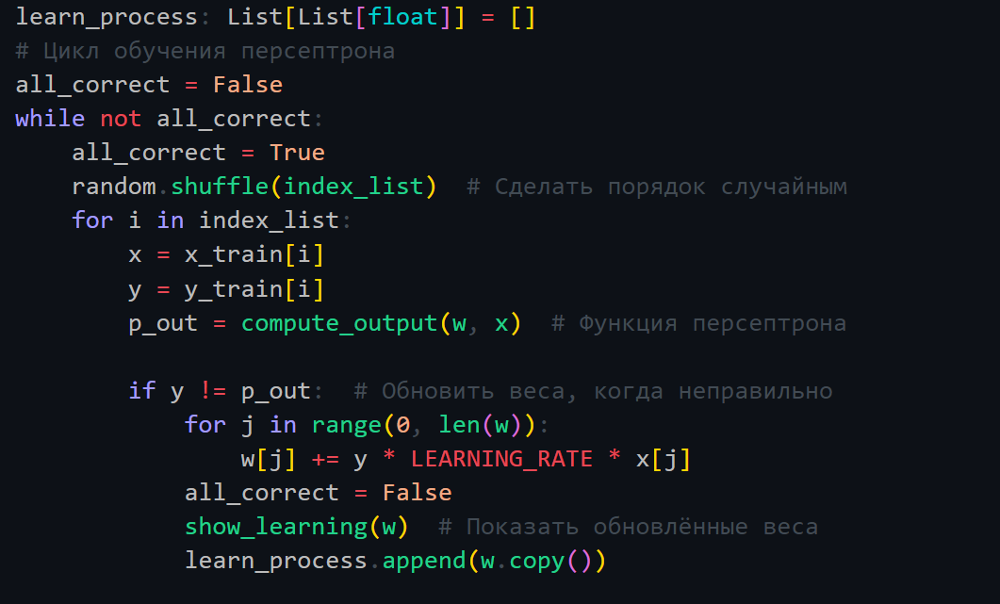 learn_process: List[List[float]] = []
# Цикл обучения персептрона
all_correct = False
while not all_correct:
    all_correct = True
    random.shuffle(index_list)  # Сделать порядок случайным
    for i in index_list:
        x = x_train[i]
        y = y_train[i]
        p_out = compute_output(w, x)  # Функция персептрона

        if y != p_out:  # Обновить веса, когда неправильно
            for j in range(0, len(w)):
                w[j] += y * LEARNING_RATE * x[j]
            all_correct = False
            show_learning(w)  # Показать обновлённые веса
            learn_process.append(w.copy())